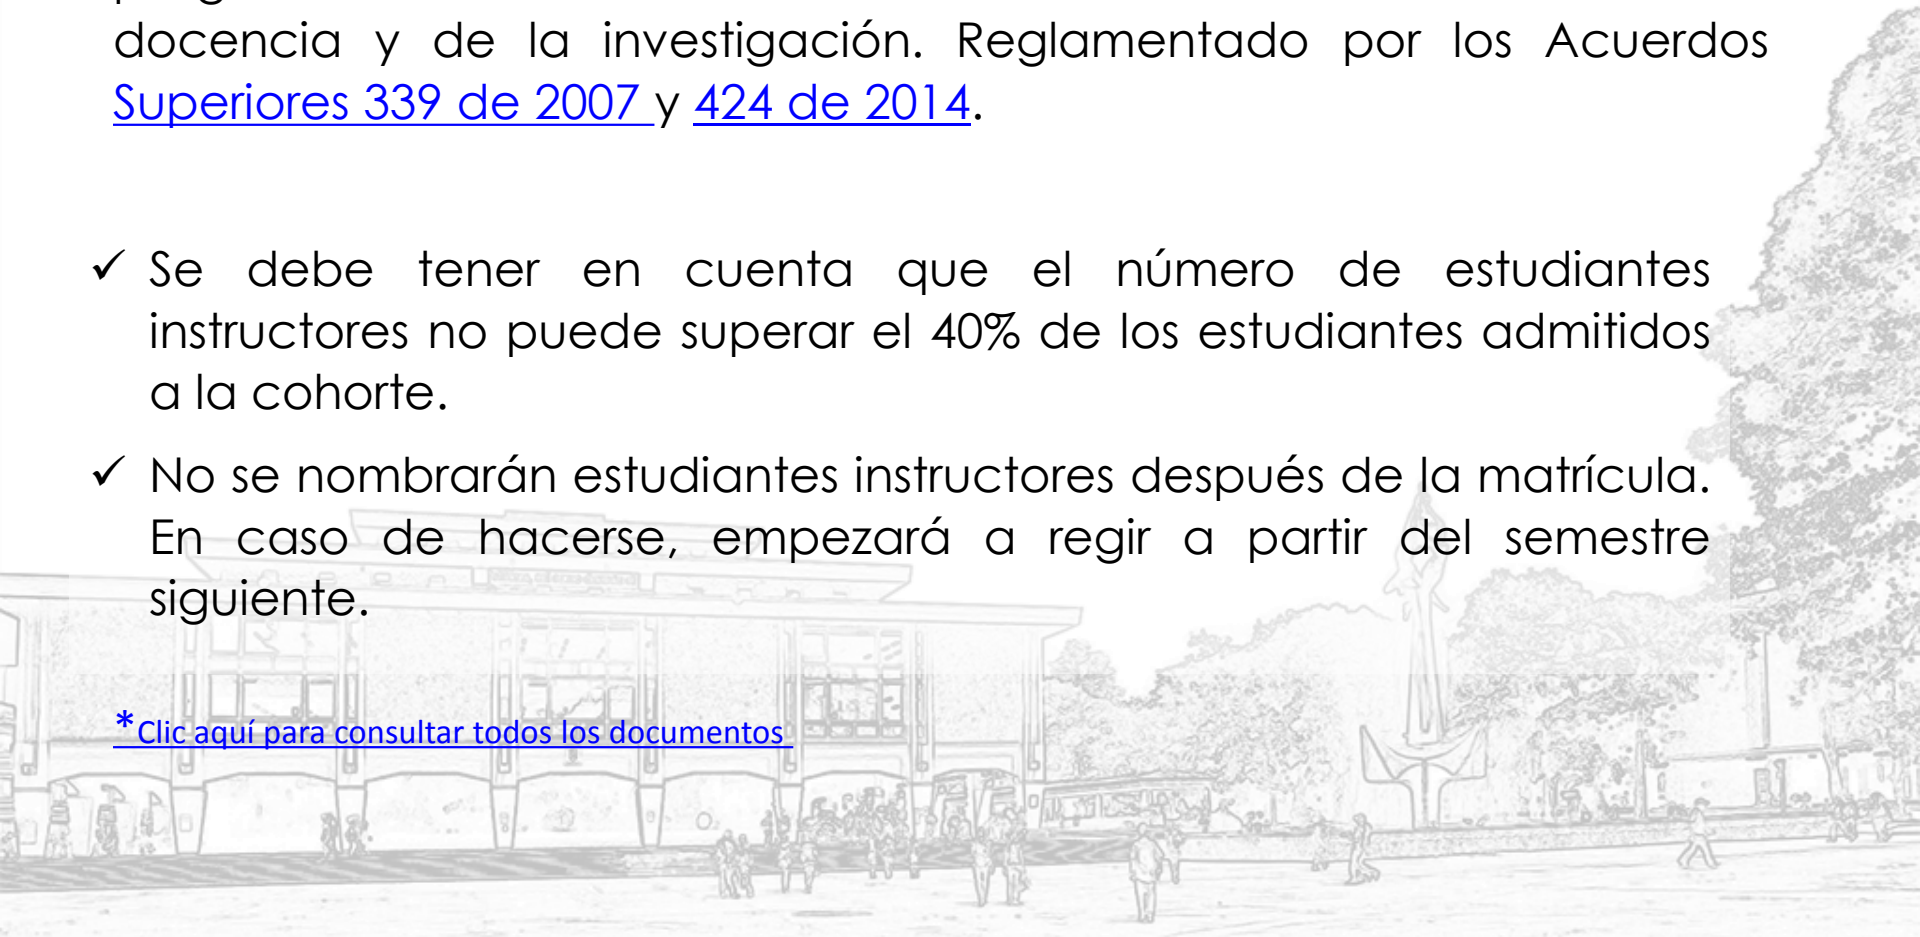 docencia y de la investigación. Reglamentado por los Acuerdos
Superiores 339 de 2007 y 424 de 2014.
✓ Se debe tener en cuenta que el número de estudiantes
instructores no puede superar el 40% de los estudiantes admitidos
a la cohorte.
✓ No se nombrarán estudiantes instructores después de la matrícula.
En caso de hacerse, empezará a regir a partir del semestre
siguiente.
*Clic aquí para consultar todos los documentos